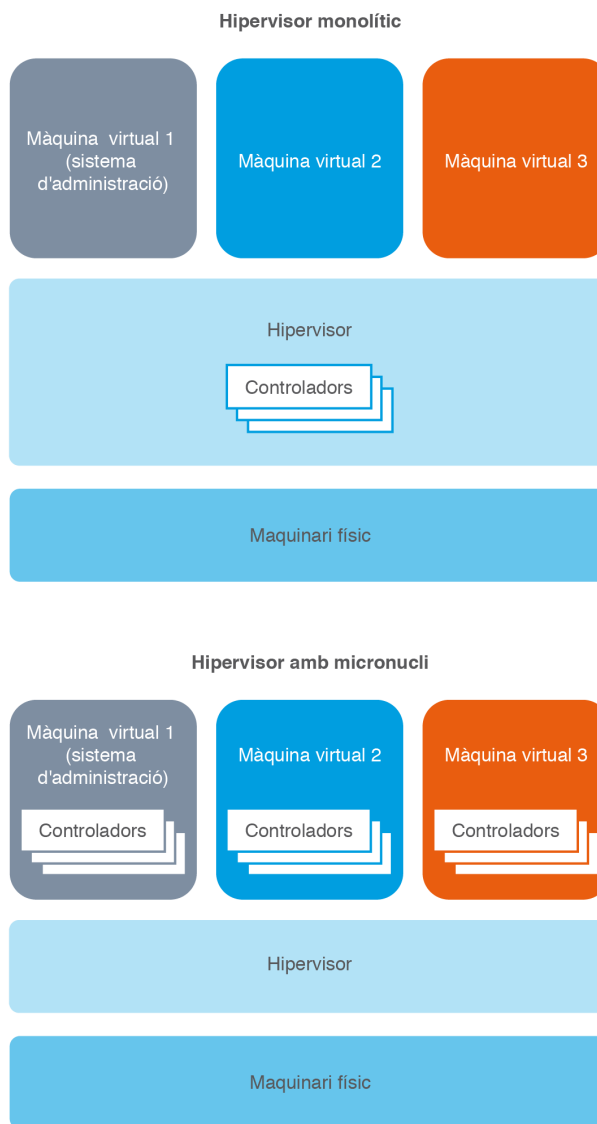 Hipervisor monolític
Màquina virtual 1
(sistema
d'administració)
Màquina virtual 2
Màquina virtual 3
Hipervisor
Controladors
Maquinari físic
Hipervisor amb micronucli
Màquina virtual 1
(sistema
d'administració)
Màquina virtual 2
Màquina virtual 3
Controladors
Controladors
Controladors
Hipervisor
Maquinari físic